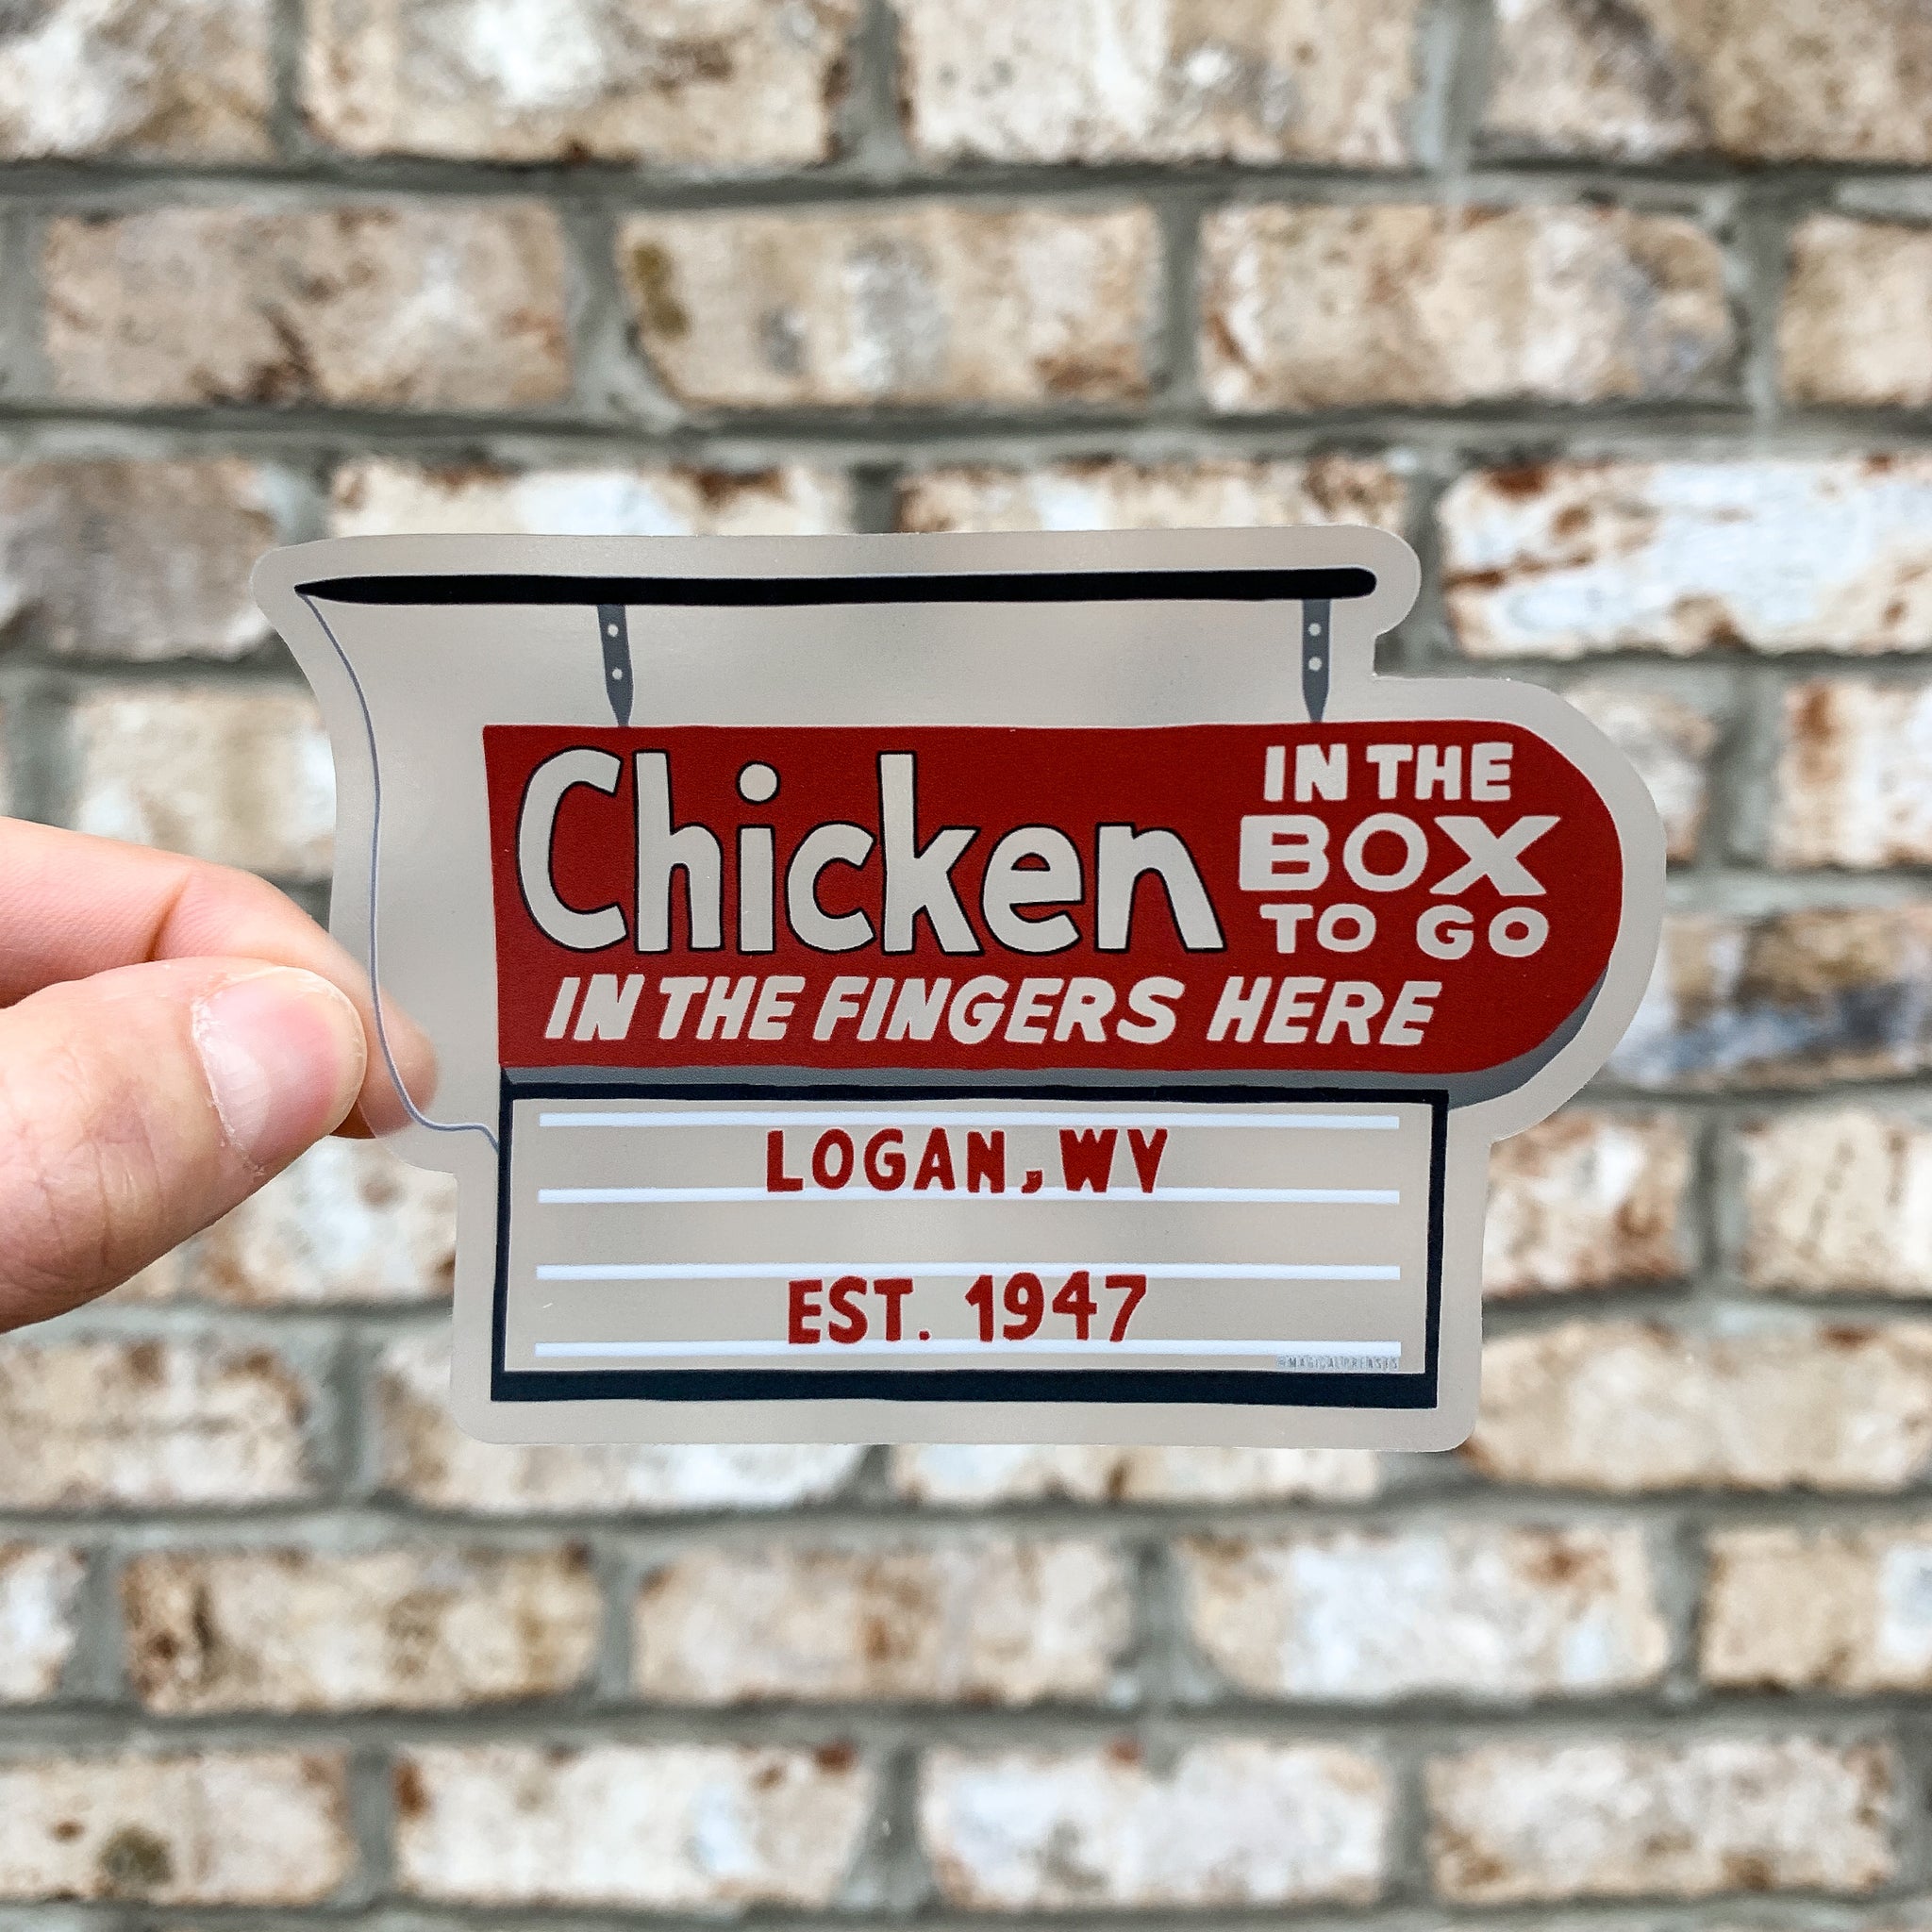 Chicken
IN THE
BOX
TO GO
IN THE FINGERS HERE
LOGAN, WV
EST. 1947